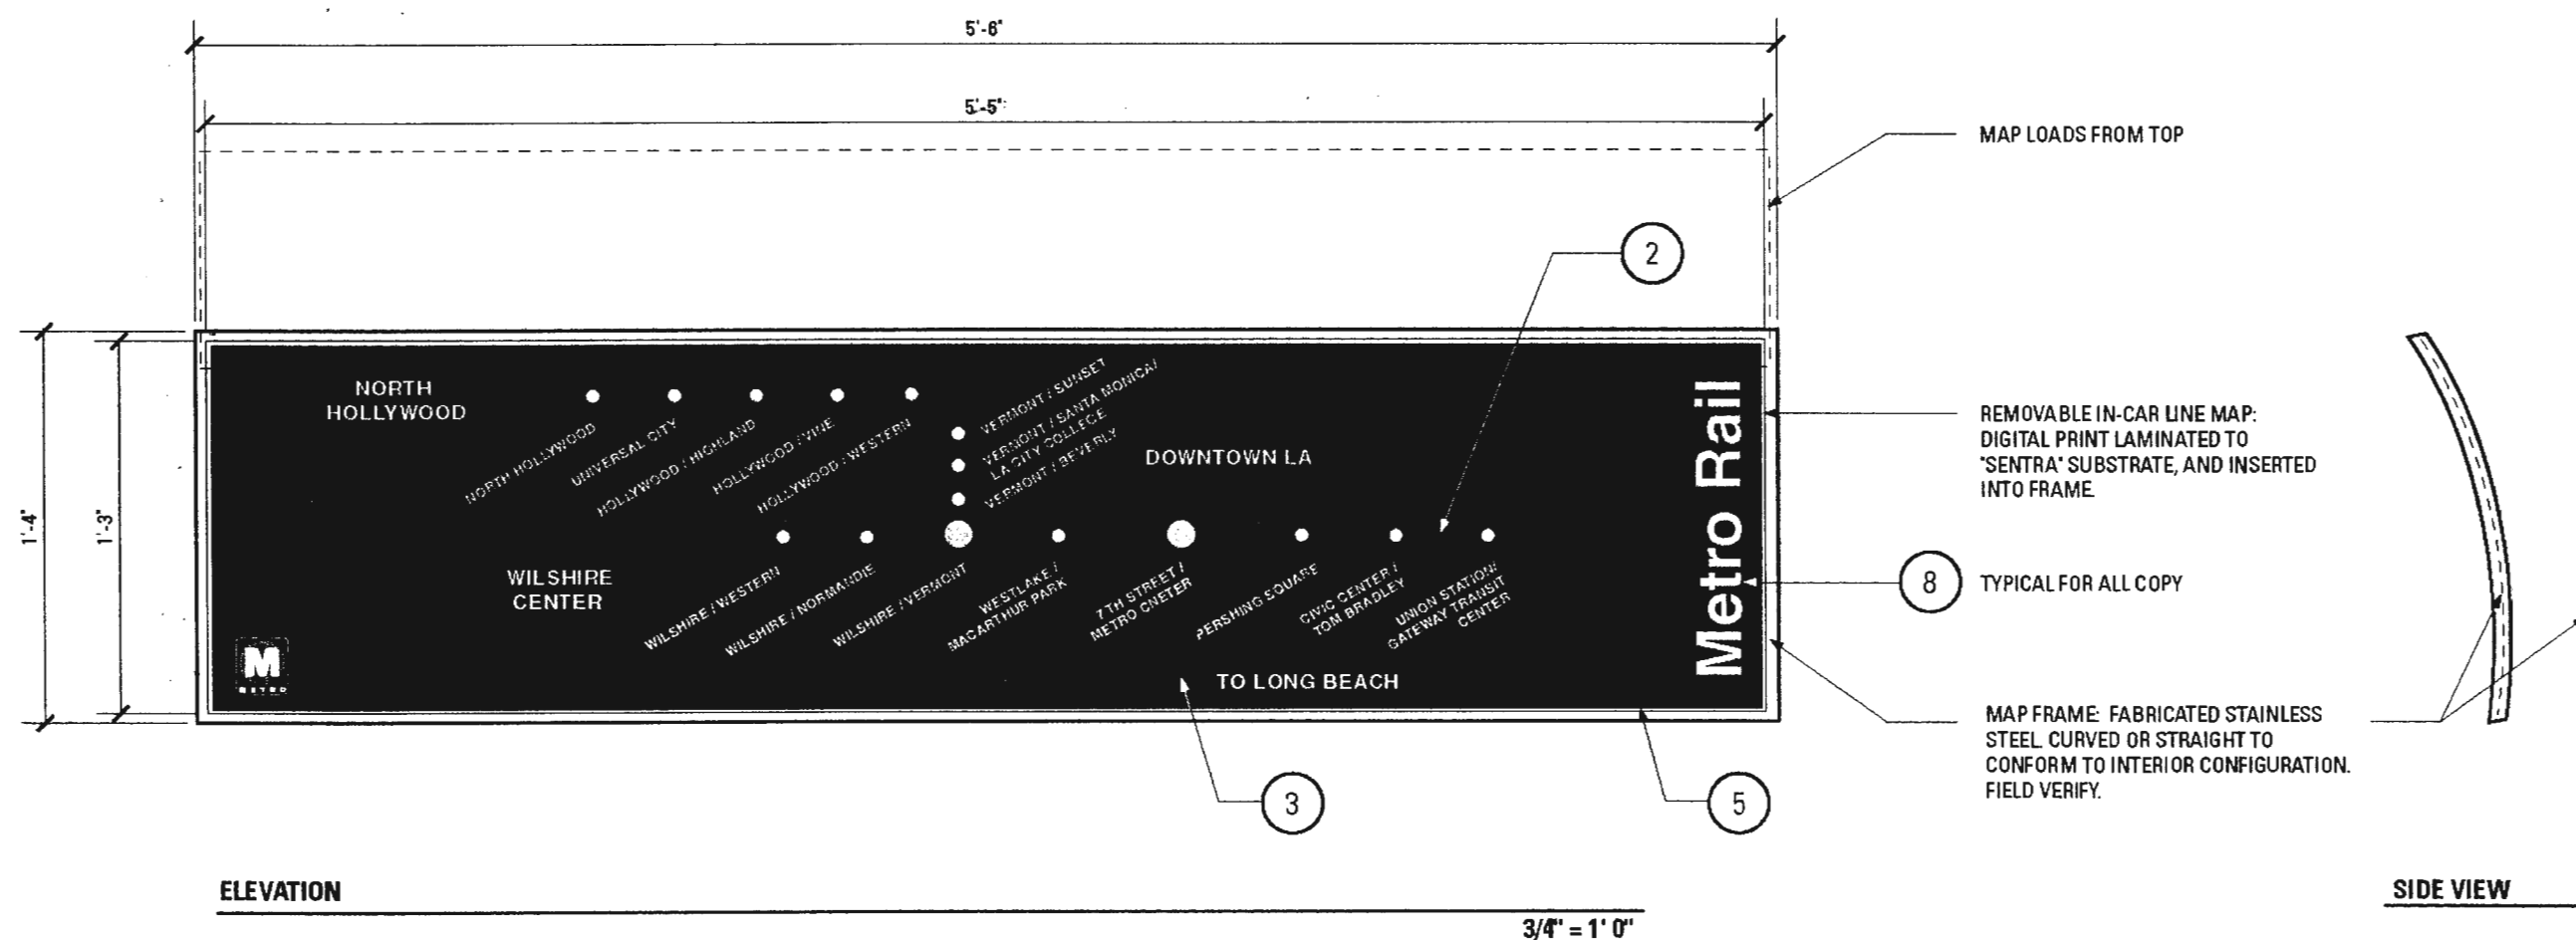 5'-6"
5'-5"
MAP LOADS FROM TOP
2
1'-4"
1'-3"
NORTH
HOLLYWOOD
NORTH HOLLYWOOD
UNIVERSAL CITY
HOLLYWOOD / HIGHLAND
HOLLYWOOD / VINE
HOLLYWOOD / WESTERN
VERMONT / SUNSET
VERMONT / SANTA MONICA/
LA CITY COLLEGE
VERMONT / BEVERLY
DOWNTOWN LA
Metro Rail
REMOVABLE IN-CAR LINE MAP:
DIGITAL PRINT LAMINATED TO
"SENTRA" SUBSTRATE, AND INSERTED
INTO FRAME.
WILSHIRE
CENTER
WILSHIRE / WESTERN
WILSHIRE / NORMANDIE
WILSHIRE / VERMONT
WESTLAKE /
MACARTHUR PARK
7TH STREET /
METRO CNETER
PERSHING SQUARE
CIVIC CENTER /
TOM BRADLEY
UNION STATION/
GATEWAY TRANSIT
CENTER
8
TYPICAL FOR ALL COPY
M
METRO
TO LONG BEACH
MAP FRAME: FABRICATED STAINLESS
STEEL. CURVED OR STRAIGHT TO
CONFORM TO INTERIOR CONFIGURATION.
FIELD VERIFY.
3
5
ELEVATION
3/4" = 1' 0"
SIDE VIEW